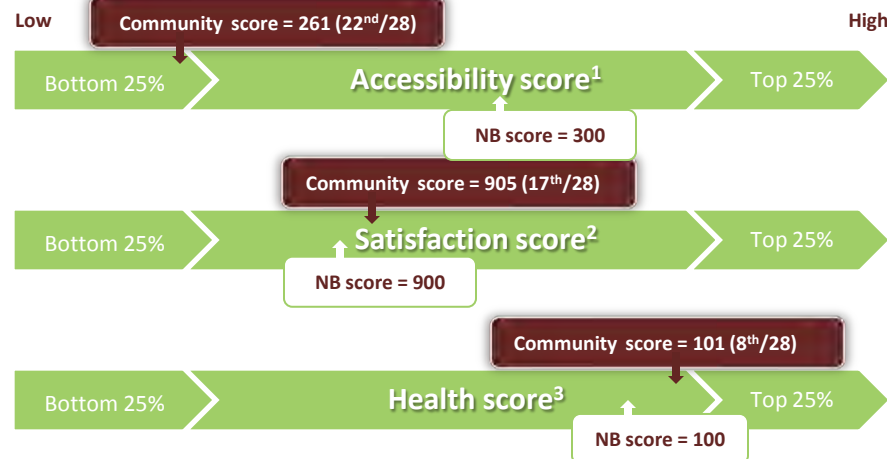 Low
Community score = 261 (22nd/28)
High
Bottom 25%
Accessibility score1
Top 25%
NB score = 300
Community score = 905 (17th/28)
Bottom 25%
Satisfaction score2
Top 25%
NB score = 900
Community score = 101 (8th/28)
Bottom 25%
Health score3
Top 25%
NB score = 100